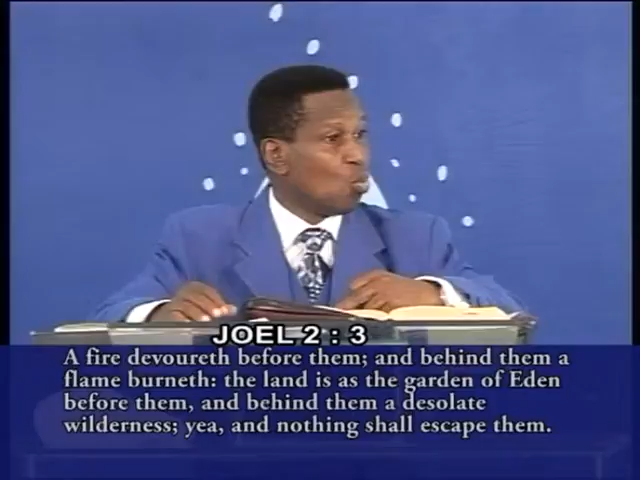 JOEL 2 : 3
A fire devoureth before them; and behind them a
flame burneth: the land is as the garden of Eden
before them, and behind them a desolate
wilderness; yea, and nothing shall escape them.